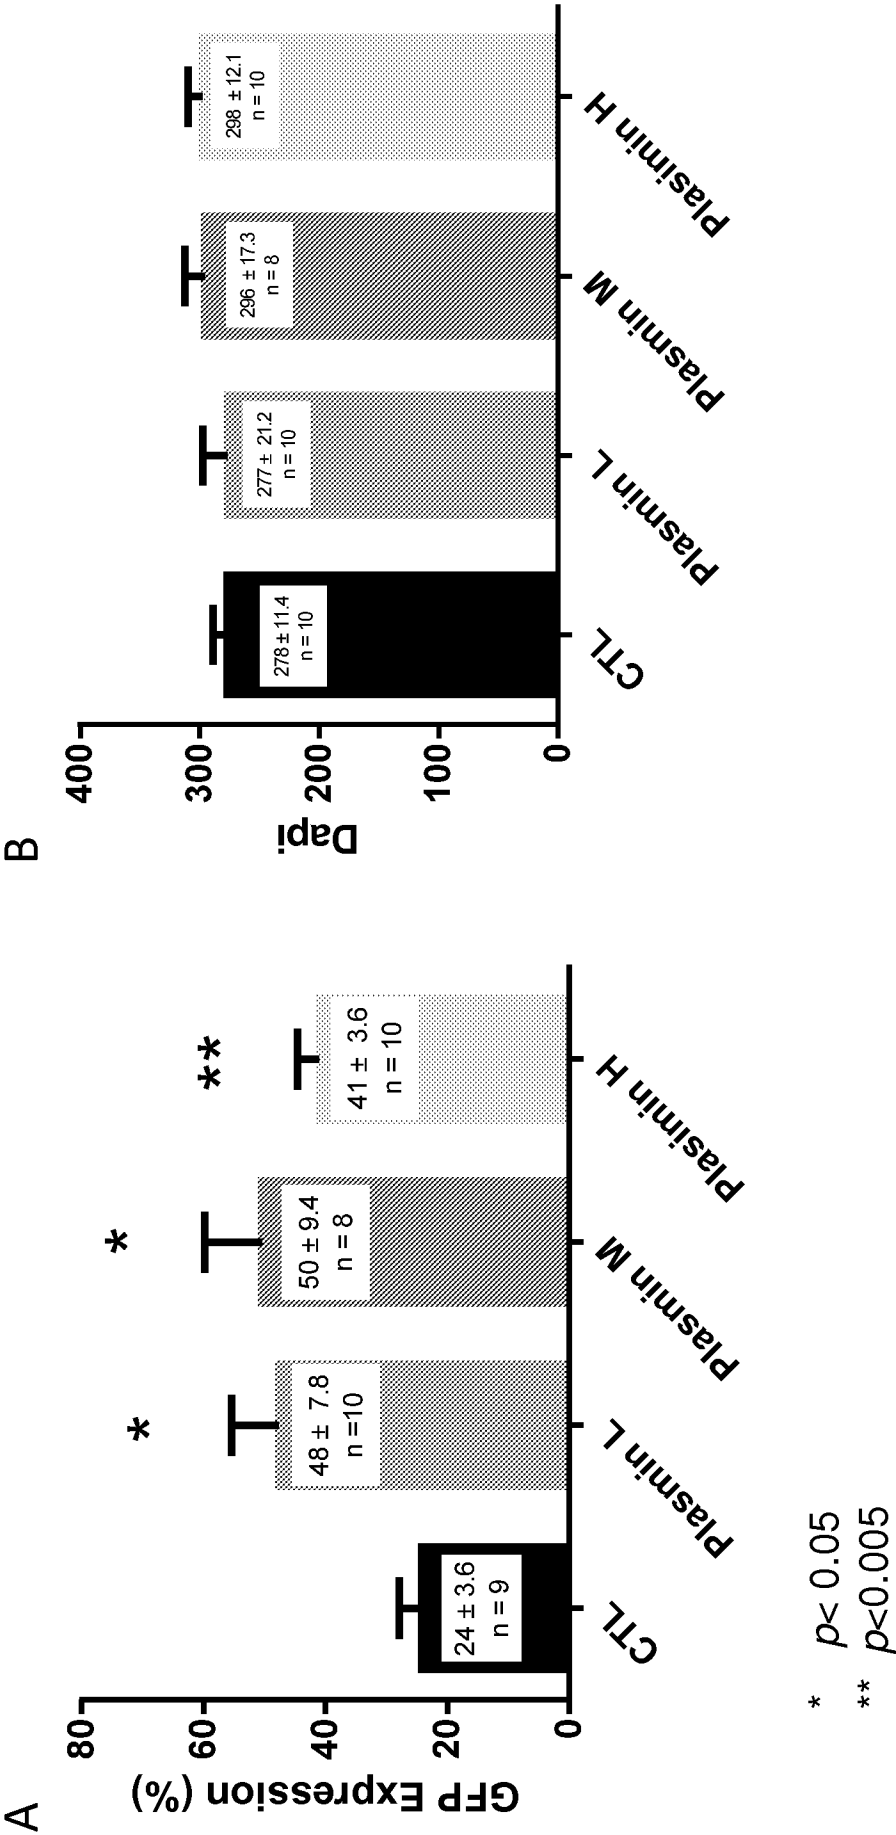 A
GFP Expression (%)
80
60
40
20
0
24 ± 3.6
n = 9
48 ± 7.8
n =10
50 ± 9.4
n = 8
41 ± 3.6
n = 10
*
*
**
CTL
Plasmin L
Plasmin M
Plasimin H
* p< 0.05
** p<0.005
B
Dapi
400
300
200
100
0
278 ± 11.4
n = 10
277 ± 21.2
n = 10
296 ± 17.3
n = 8
298 ± 12.1
n = 10
CTL
Plasmin L
Plasmin M
Plasimin H